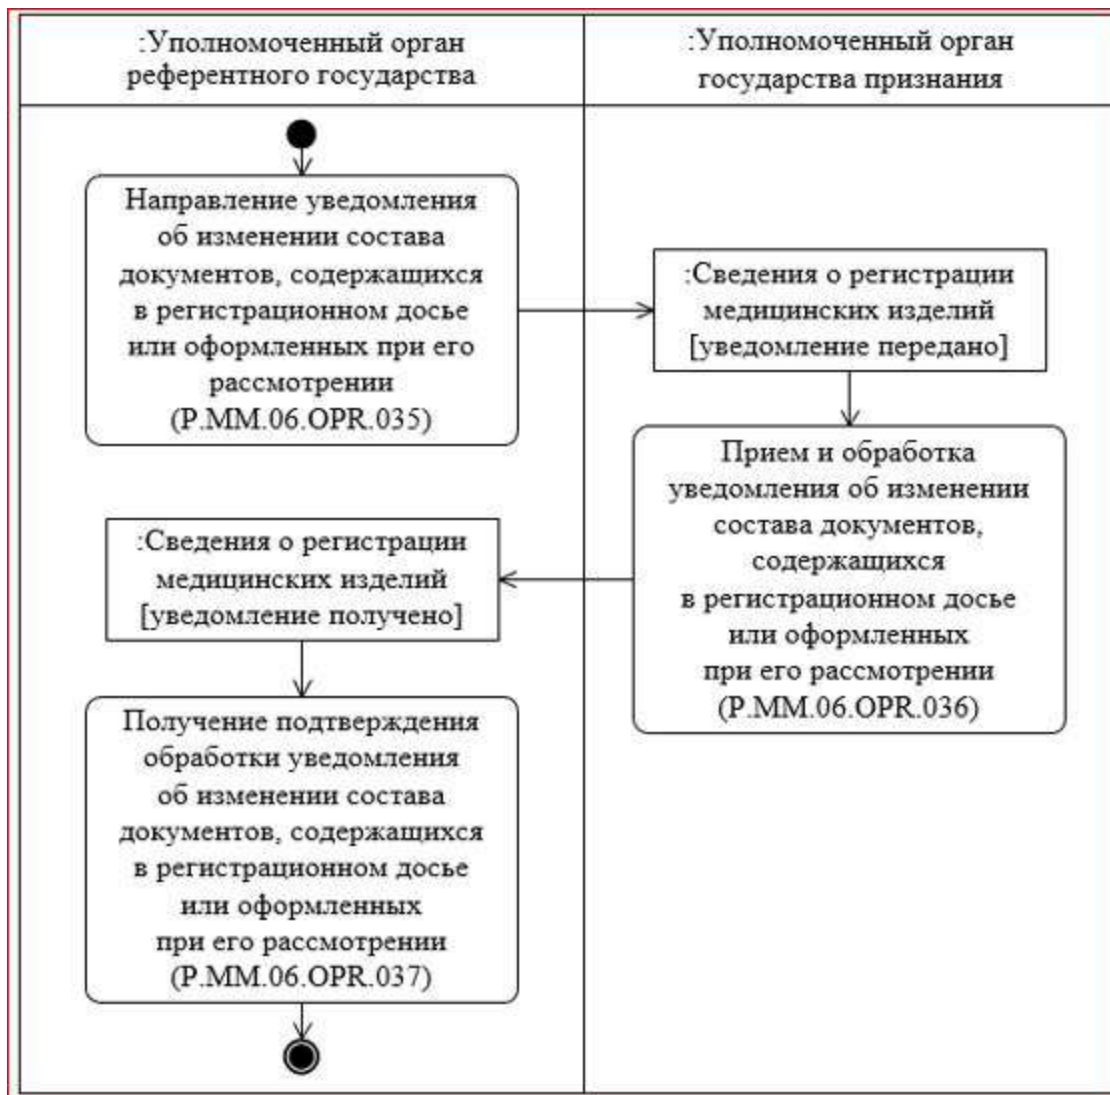 :Уполномоченный орган
референтного государства
:Уполномоченный орган
государства признания
Направление уведомления
об изменении состава
документов, содержащихся
в регистрационном досье
или оформленных при его
рассмотрении
(P.MM.06.OPR.035)
:Сведения о регистрации
медицинских изделий
[уведомление передано]
Прием и обработка
уведомления об изменении
состава документов,
содержащихся
в регистрационном досье
или оформленных
при его рассмотрении
(P.MM.06.OPR.036)
:Сведения о регистрации
медицинских изделий
[уведомление получено]
Получение подтверждения
обработки уведомления
об изменении состава
документов, содержащихся
в регистрационном досье
или оформленных
при его рассмотрении
(P.MM.06.OPR.037)